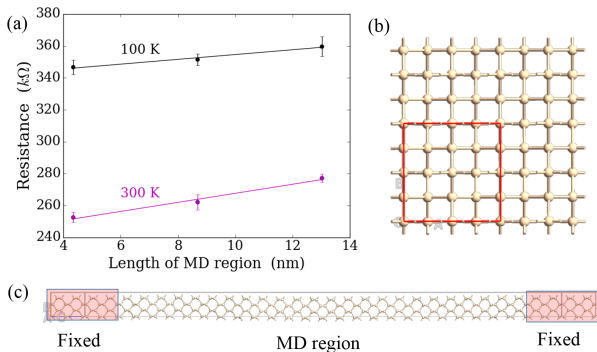 (a)
380
360
340
320
300
280
260
240
Resistance (kΩ)
100 K
300 K
4
6
8
10
12
14
Length of MD region (nm)
(b)
B
C
A
(c)
Fixed
MD region
Fixed